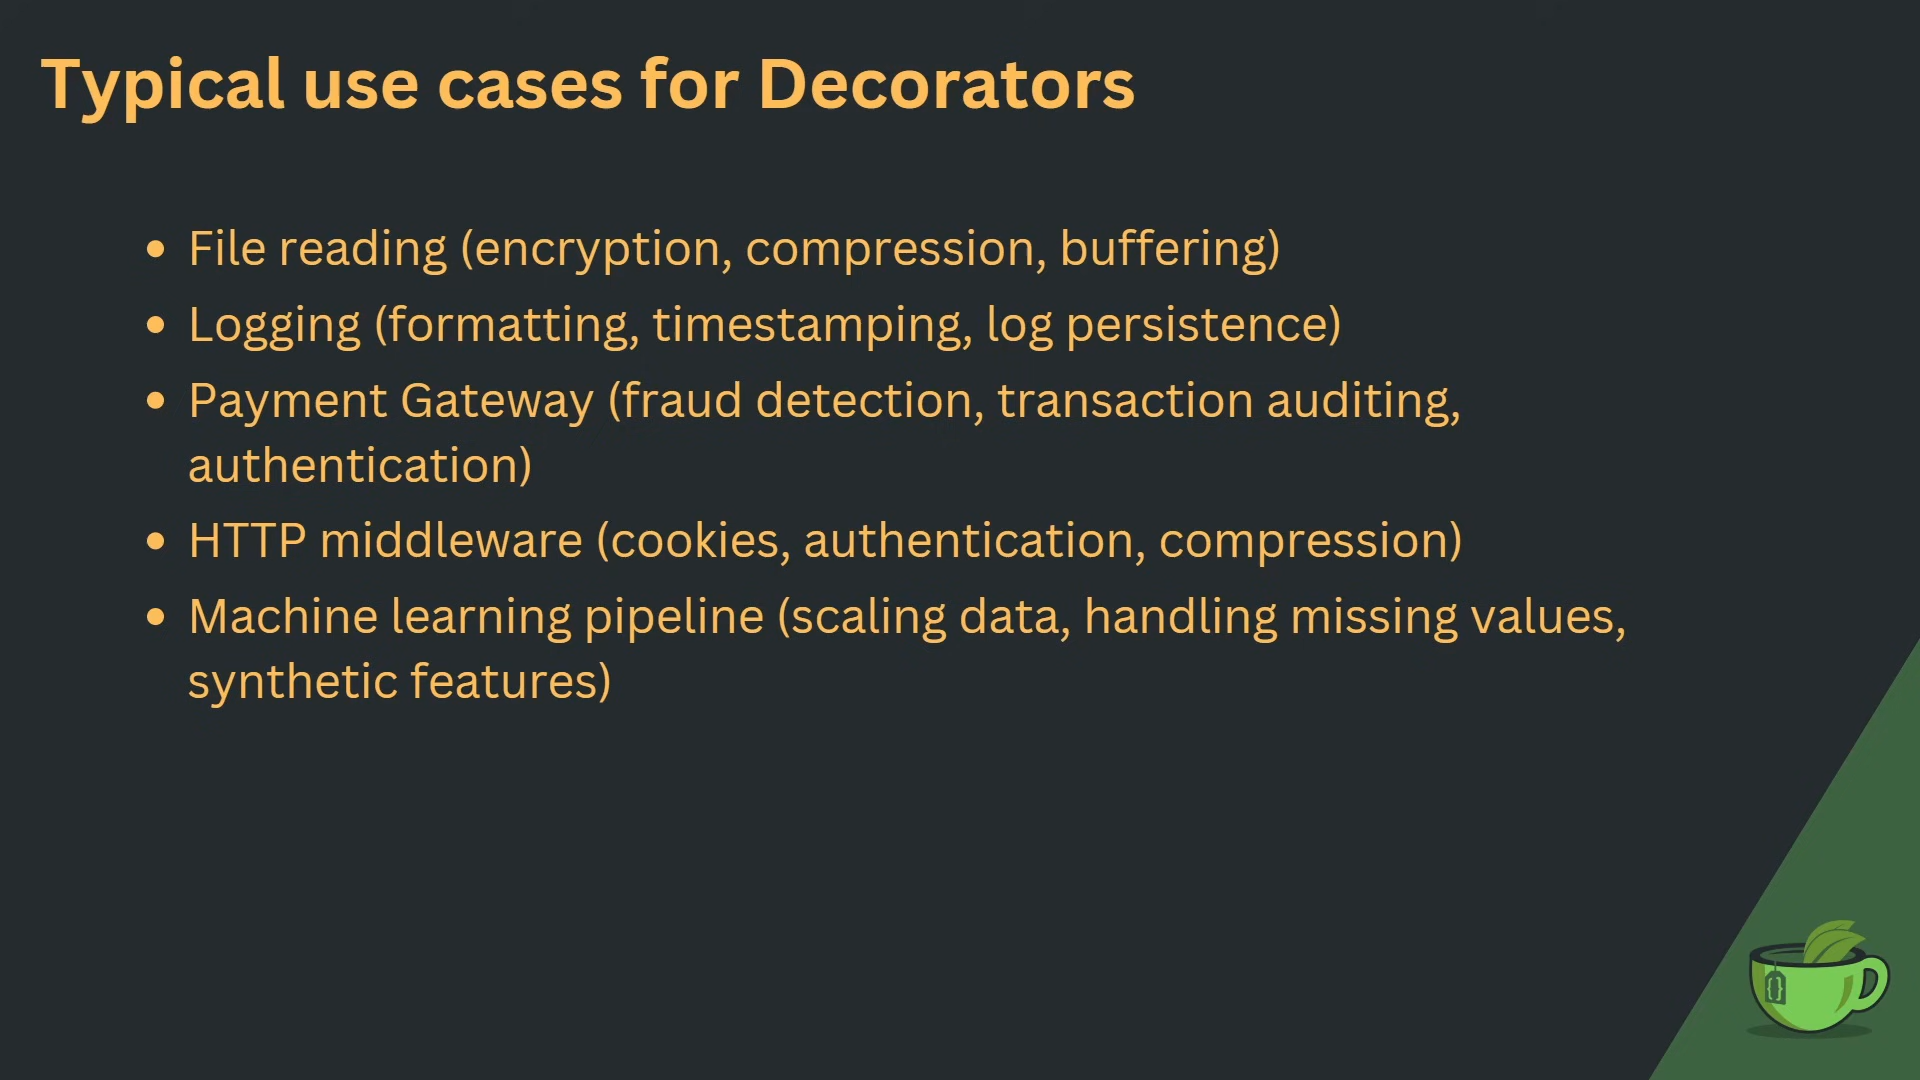 Typical use cases for Decorators
• File reading (encryption, compression, buffering)
• Logging (formatting, timestamping, log persistence)
• Payment Gateway (fraud detection, transaction auditing,
authentication)
• HTTP middleware (cookies, authentication, compression)
• Machine learning pipeline (scaling data, handling missing values,
synthetic features)
{}